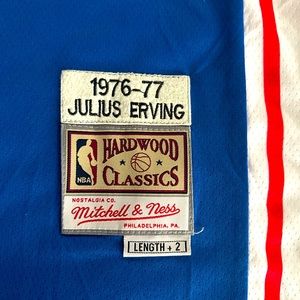 1976-77
JULIUS ERVING
NBA
HARDWOOD
CLASSICS
NOSTALGIA CO.
Mitchell & Ness
PHILADELPHIA, PA.
LENGTH + 2